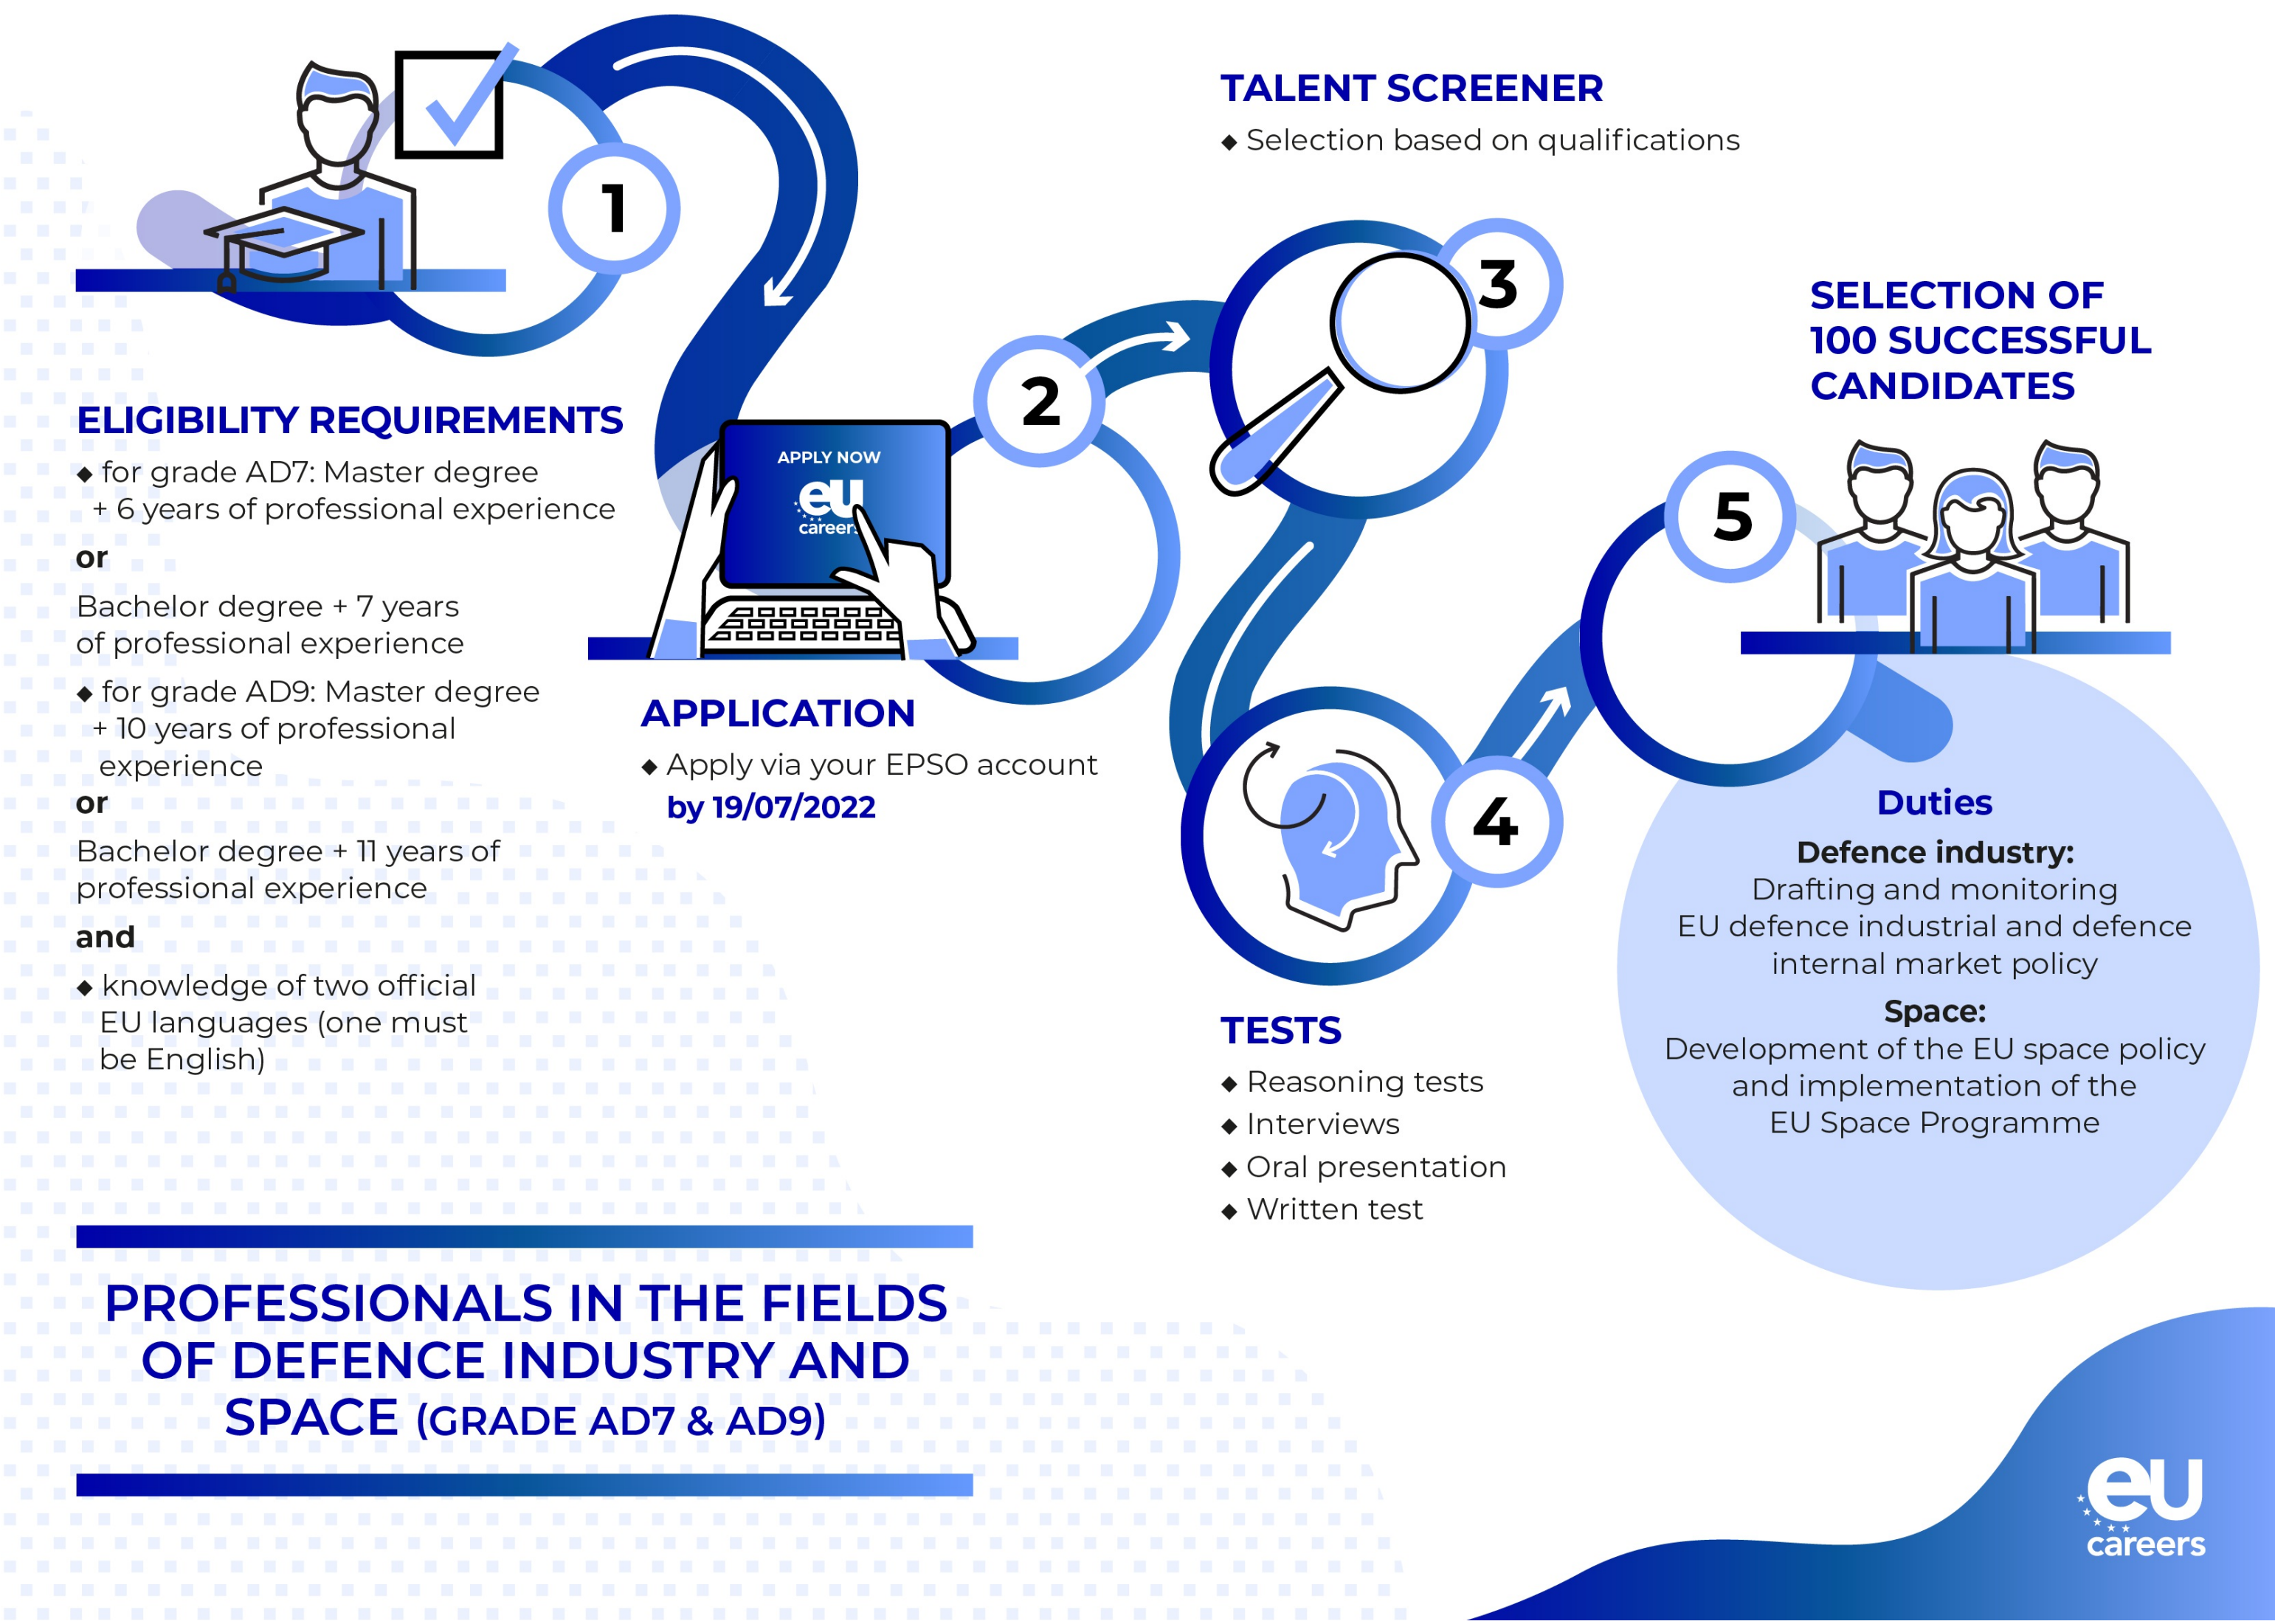 1
ELIGIBILITY REQUIREMENTS
◆ for grade AD7: Master degree
+ 6 years of professional experience
or
Bachelor degree + 7 years
of professional experience
◆ for grade AD9: Master degree
+ 10 years of professional
experience
or
Bachelor degree + 11 years of
professional experience
and
◆ knowledge of two official
EU languages (one must
be English)
2
APPLY NOW
eu
careers
APPLICATION
◆ Apply via your EPSO account
by 19/07/2022
TALENT SCREENER
◆ Selection based on qualifications
3
4
TESTS
◆ Reasoning tests
◆ Interviews
◆ Oral presentation
◆ Written test
SELECTION OF
100 SUCCESSFUL
CANDIDATES
5
Duties
Defence industry:
Drafting and monitoring
EU defence industrial and defence
internal market policy
Space:
Development of the EU space policy
and implementation of the
EU Space Programme
PROFESSIONALS IN THE FIELDS
OF DEFENCE INDUSTRY AND
SPACE (GRADE AD7 & AD9)
eu
careers